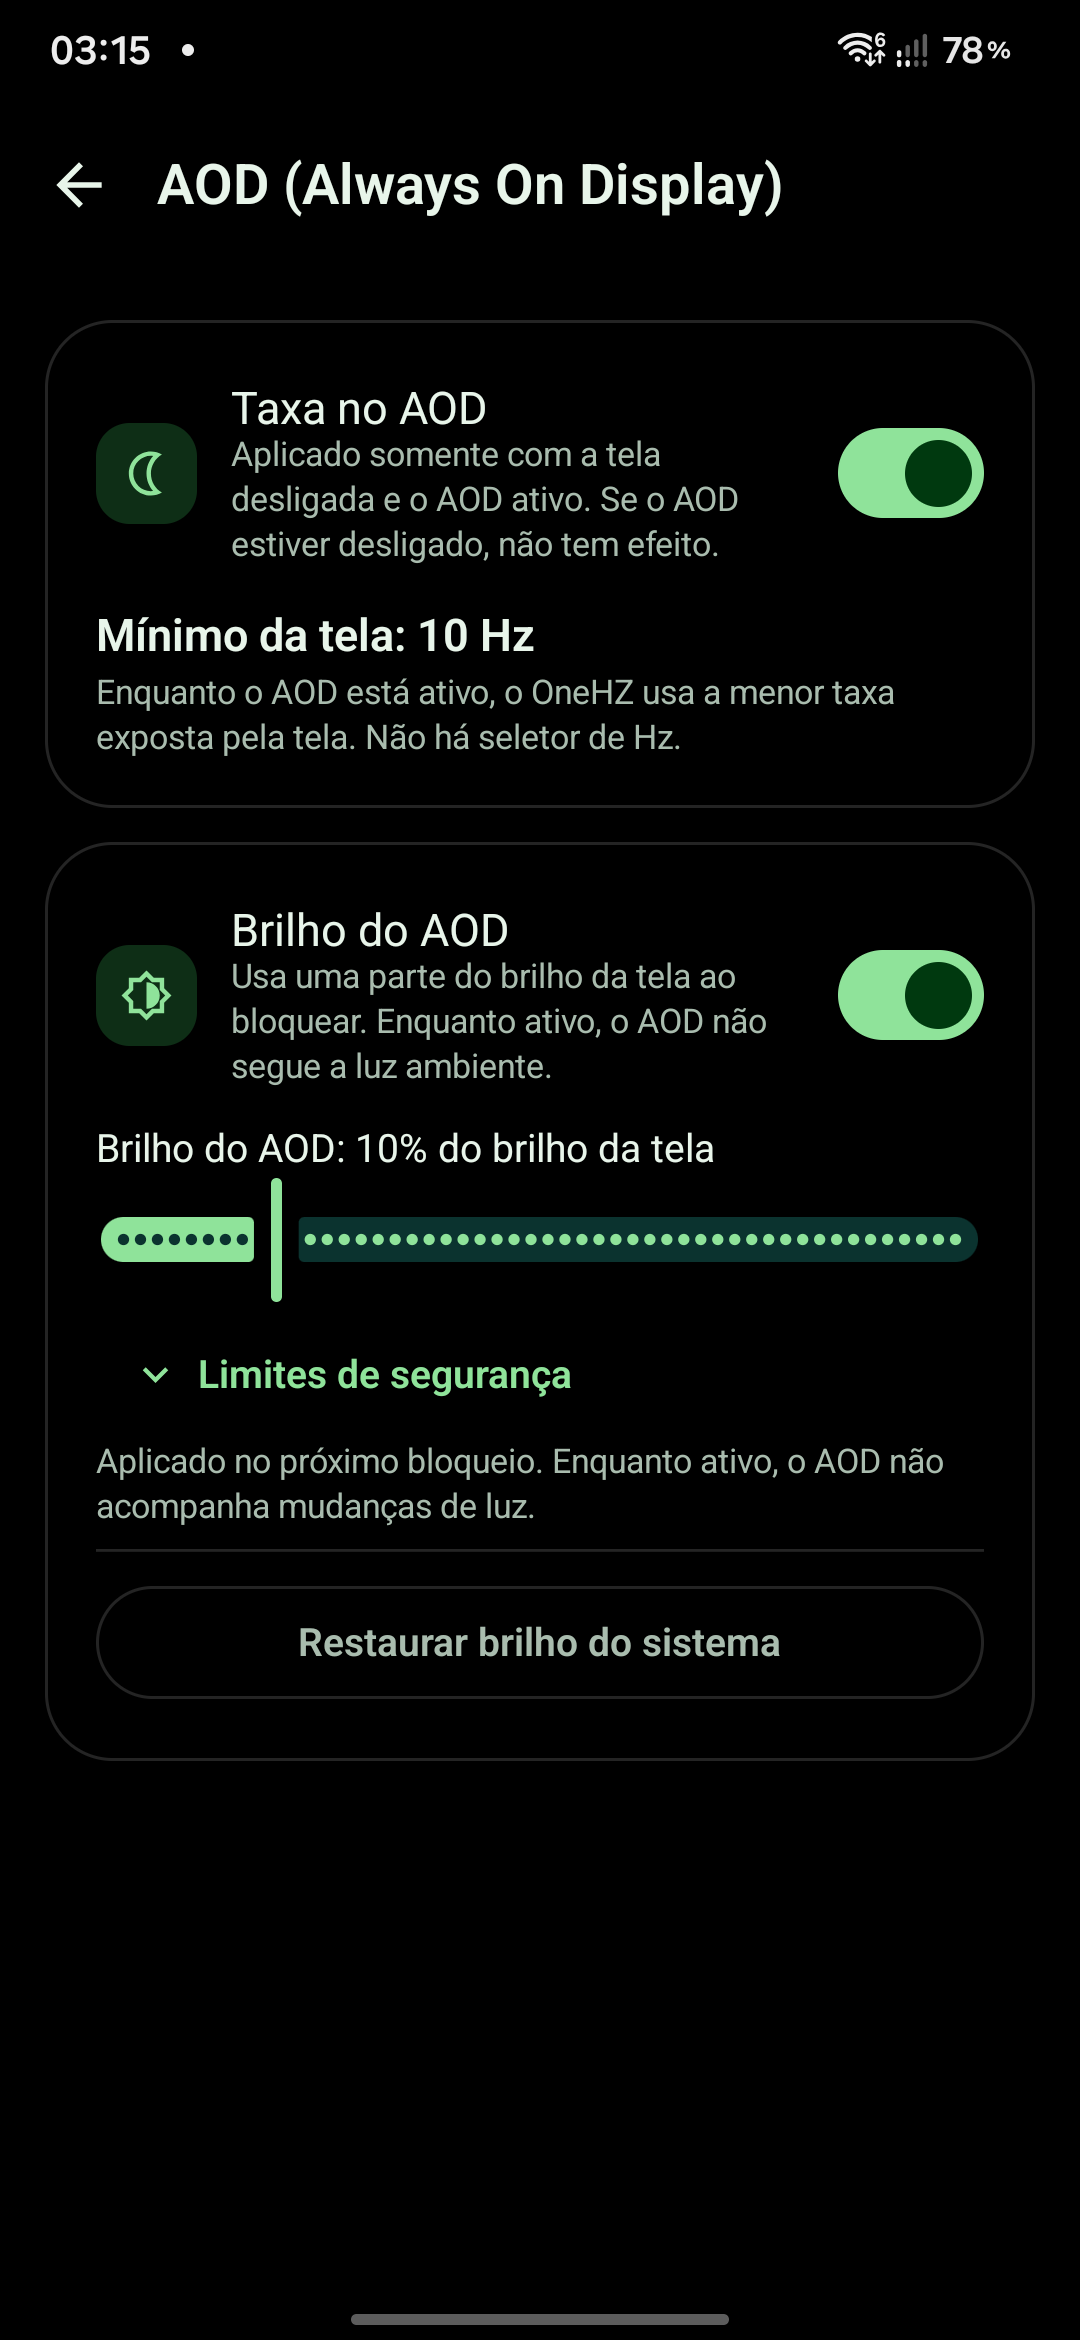 03:15
6
78%
AOD (Always On Display)
Taxa no AOD
Aplicado somente com a tela
desligada e o AOD ativo. Se o AOD
estiver desligado, não tem efeito.
Mínimo da tela: 10 Hz
Enquanto o AOD está ativo, o OneHZ usa a menor taxa
exposta pela tela. Não há seletor de Hz.
Brilho do AOD
Usa uma parte do brilho da tela ao
bloquear. Enquanto ativo, o AOD não
segue a luz ambiente.
Brilho do AOD: 10% do brilho da tela
Limites de segurança
Aplicado no próximo bloqueio. Enquanto ativo, o AOD não
acompanha mudanças de luz.
Restaurar brilho do sistema